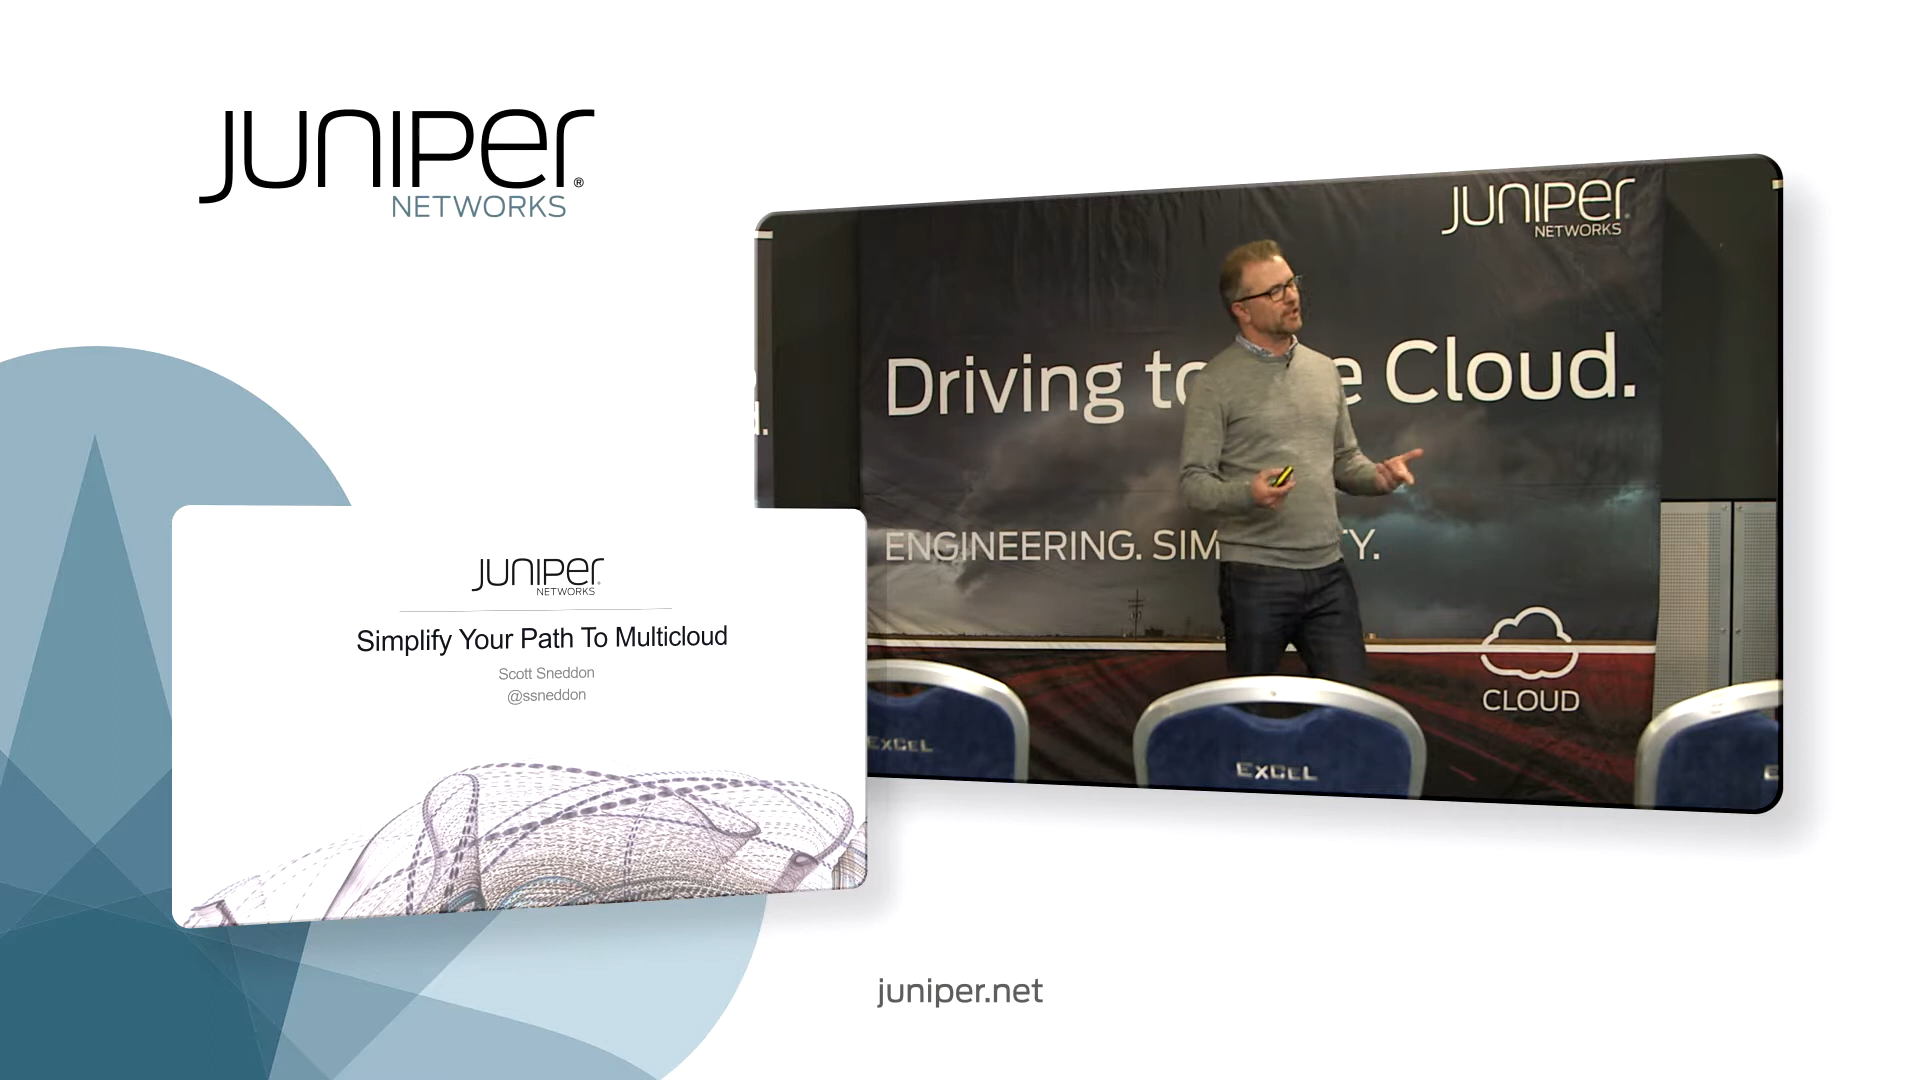 JUNIPER®
NETWORKS
JUNIPER
NETWORKS
Driving to e Cloud.
ENGINEERING. SIM TY.
CLOUD
EXCEL
EXCEL
JUNIPER
NETWORKS
Simplify Your Path To Multicloud
Scott Sneddon
@ssneddon
juniper.net